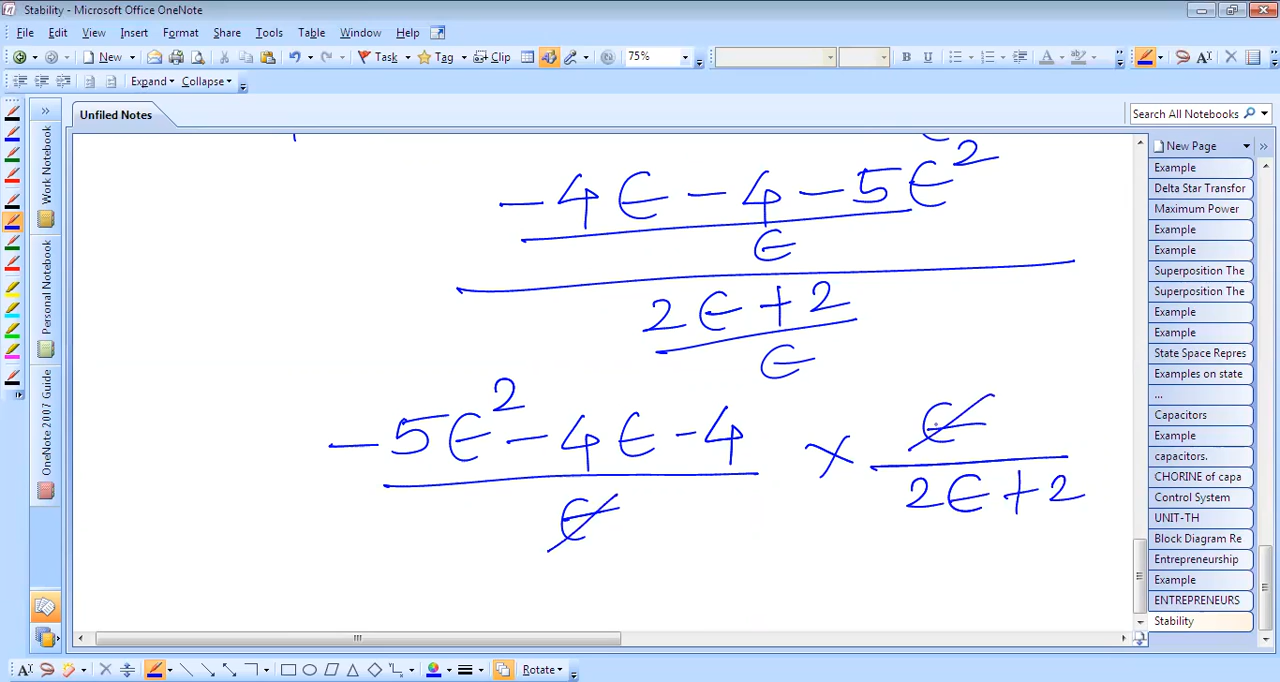 Stability - Microsoft Office OneNote
File Edit View Insert Format Share Tools Table Window Help
New Task Tag Clip 75% B U A
Expand Collapse
Unfiled Notes
Search All Notebooks
Work Notebook
Personal Notebook
OneNote 2007 Guide
New Page
Example
Delta Star Transfor
Maximum Power
Example
Example
Superposition The
Superposition The
Example
Example
State Space Repres
Examples on state
...
Capacitors
Example
capacitors.
CHORINE of capa
Control System
UNIT-TH
Block Diagram Re
Entrepreneurship
Example
ENTREPRENEURS
Stability
-4ϵ-4-5ϵ²
ϵ
2ϵ+2
ϵ
-5ϵ²-4ϵ-4 × ϵ
ϵ 2ϵ+2
Rotate